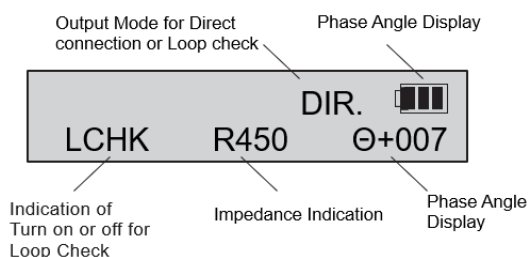 Output Mode for Direct
connection or Loop check
Phase Angle Display
DIR.
LCHK R450 Θ+007
Indication of
Turn on or off for
Loop Check
Impedance Indication
Phase Angle
Display